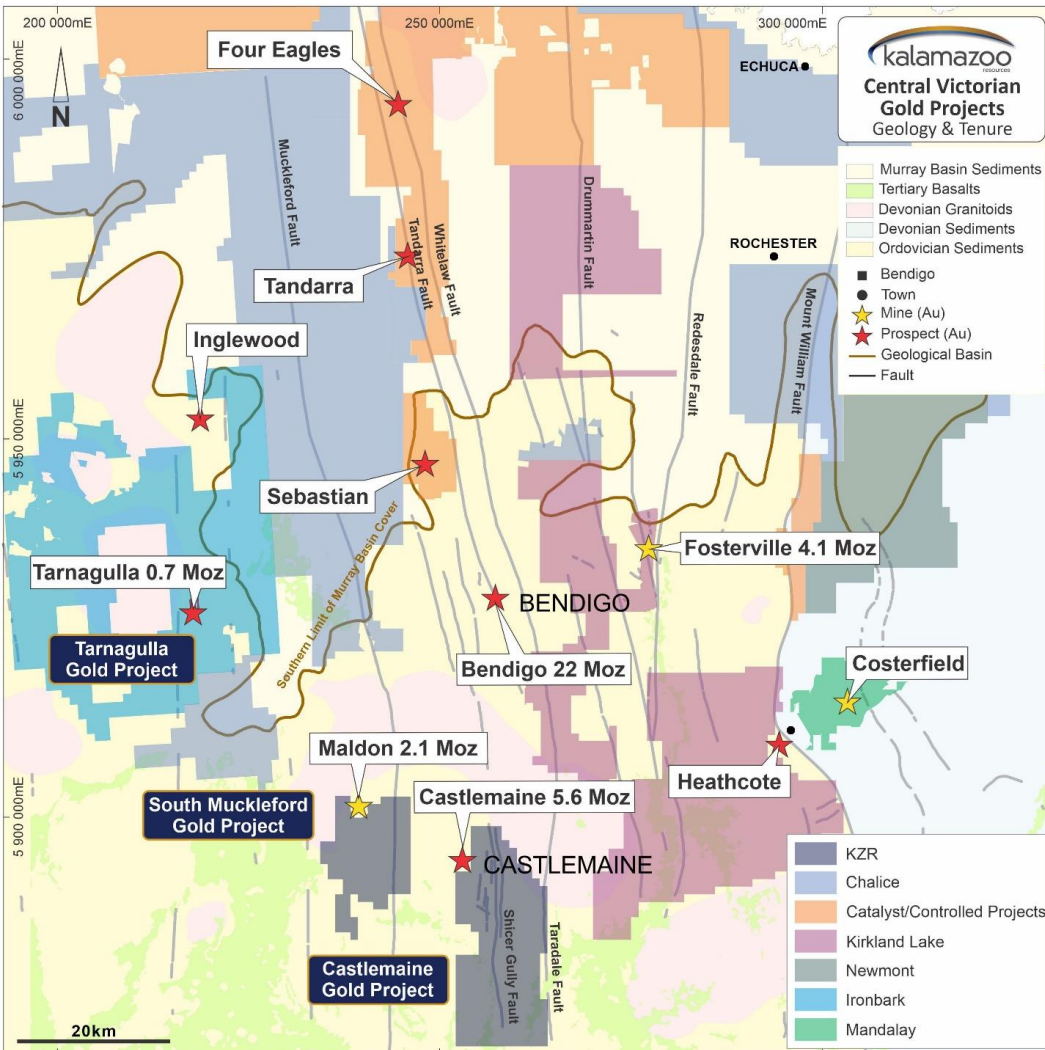 200 000mE
250 000mE
300 000mE
6 000 000mE
5 950 000mE
5 900 000mE
N
kalamazoo
resources
Central Victorian
Gold Projects
Geology & Tenure
Murray Basin Sediments
Tertiary Basalts
Devonian Granitoids
Devonian Sediments
Ordovician Sediments
Bendigo
Town
Mine (Au)
Prospect (Au)
Geological Basin
Fault
ECHUCA
Four Eagles
Muckleford Fault
Tandarra Fault
Whitelaw Fault
Drummartin Fault
Redesdale Fault
Mount William Fault
ROCHESTER
Tandarra
Inglewood
Sebastian
Southern Limit of Murray Basin Cover
Fosterville 4.1 Moz
Tarnagulla 0.7 Moz
Tarnagulla
Gold Project
BENDIGO
Bendigo 22 Moz
Costerfield
Heathcote
Maldon 2.1 Moz
South Muckleford
Gold Project
Castlemaine 5.6 Moz
CASTLEMAINE
Shicer Gully Fault
Taradale Fault
Castlemaine
Gold Project
20km
KZR
Chalice
Catalyst/Controlled Projects
Kirkland Lake
Newmont
Ironbark
Mandalay